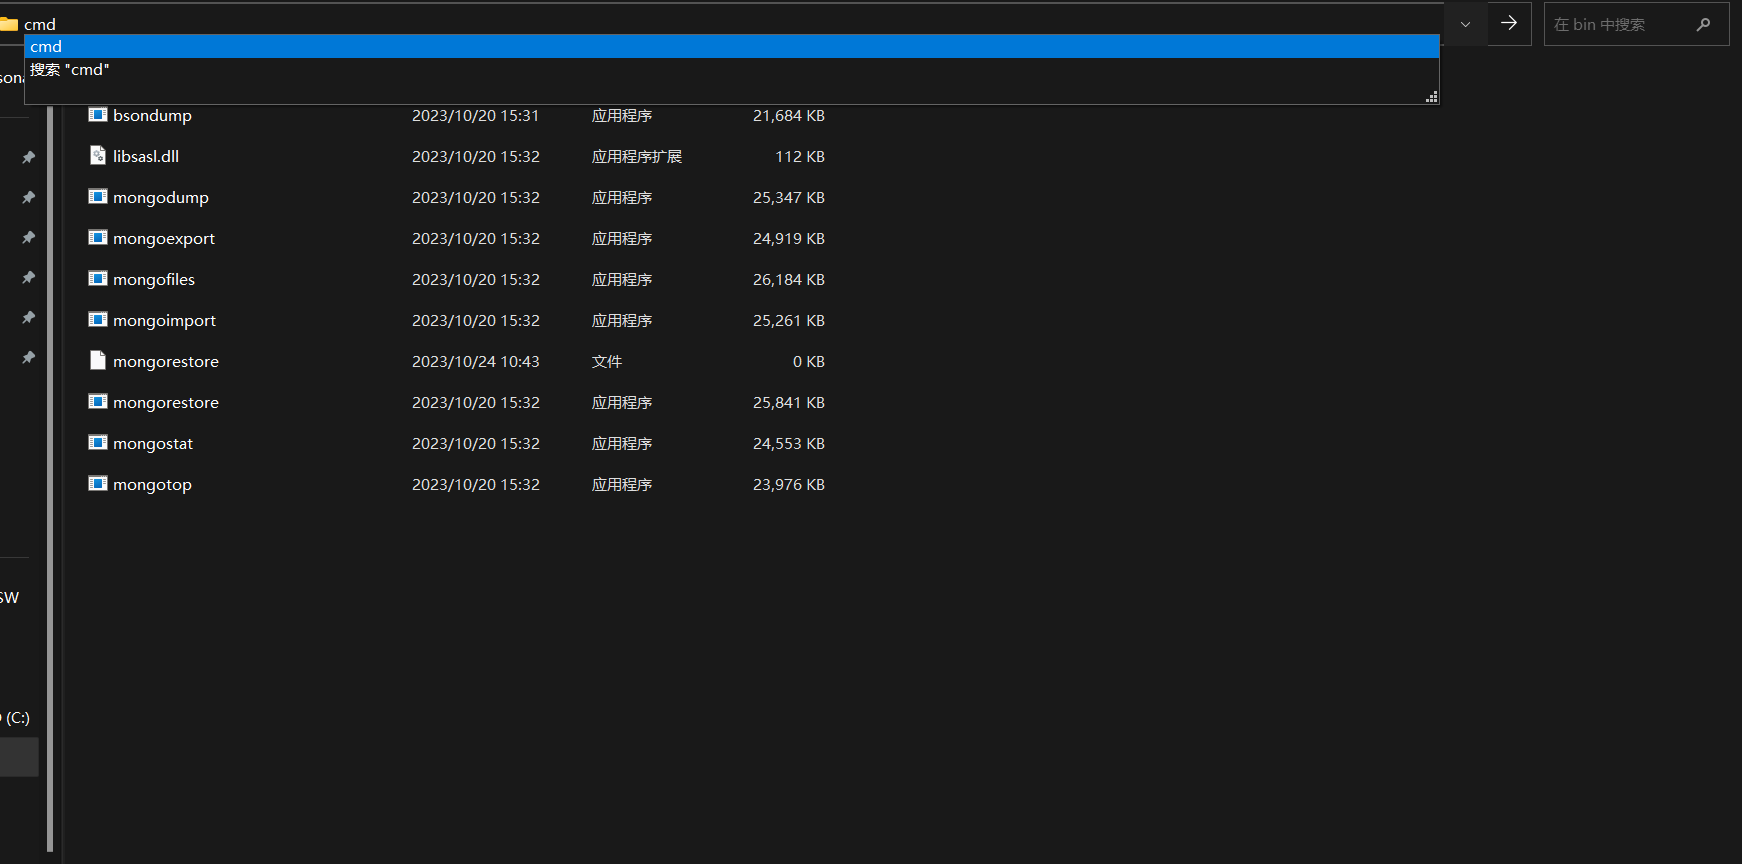 cmd
在 bin 中搜索
cmd
搜索 "cmd"
bsondump 2023/10/20 15:31 应用程序 21,684 KB
libsasl.dll 2023/10/20 15:32 应用程序扩展 112 KB
mongodump 2023/10/20 15:32 应用程序 25,347 KB
mongoexport 2023/10/20 15:32 应用程序 24,919 KB
mongofiles 2023/10/20 15:32 应用程序 26,184 KB
mongoimport 2023/10/20 15:32 应用程序 25,261 KB
mongorestore 2023/10/24 10:43 文件 0 KB
mongorestore 2023/10/20 15:32 应用程序 25,841 KB
mongostat 2023/10/20 15:32 应用程序 24,553 KB
mongotop 2023/10/20 15:32 应用程序 23,976 KB
SW
(C:)